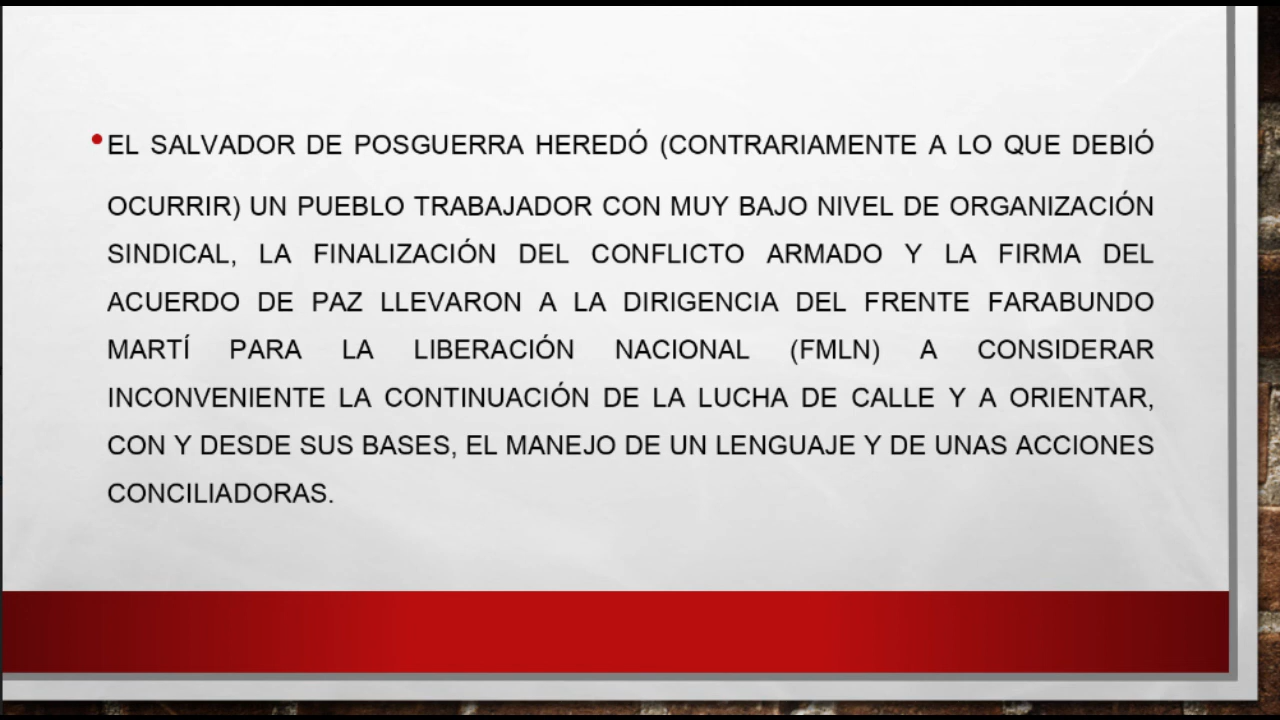 •EL SALVADOR DE POSGUERRA HEREDÓ (CONTRARIAMENTE A LO QUE DEBIÓ
OCURRIR) UN PUEBLO TRABAJADOR CON MUY BAJO NIVEL DE ORGANIZACIÓN
SINDICAL, LA FINALIZACIÓN DEL CONFLICTO ARMADO Y LA FIRMA DEL
ACUERDO DE PAZ LLEVARON A LA DIRIGENCIA DEL FRENTE FARABUNDO
MARTÍ PARA LA LIBERACIÓN NACIONAL (FMLN) A CONSIDERAR
INCONVENIENTE LA CONTINUACIÓN DE LA LUCHA DE CALLE Y A ORIENTAR,
CON Y DESDE SUS BASES, EL MANEJO DE UN LENGUAJE Y DE UNAS ACCIONES
CONCILIADORAS.